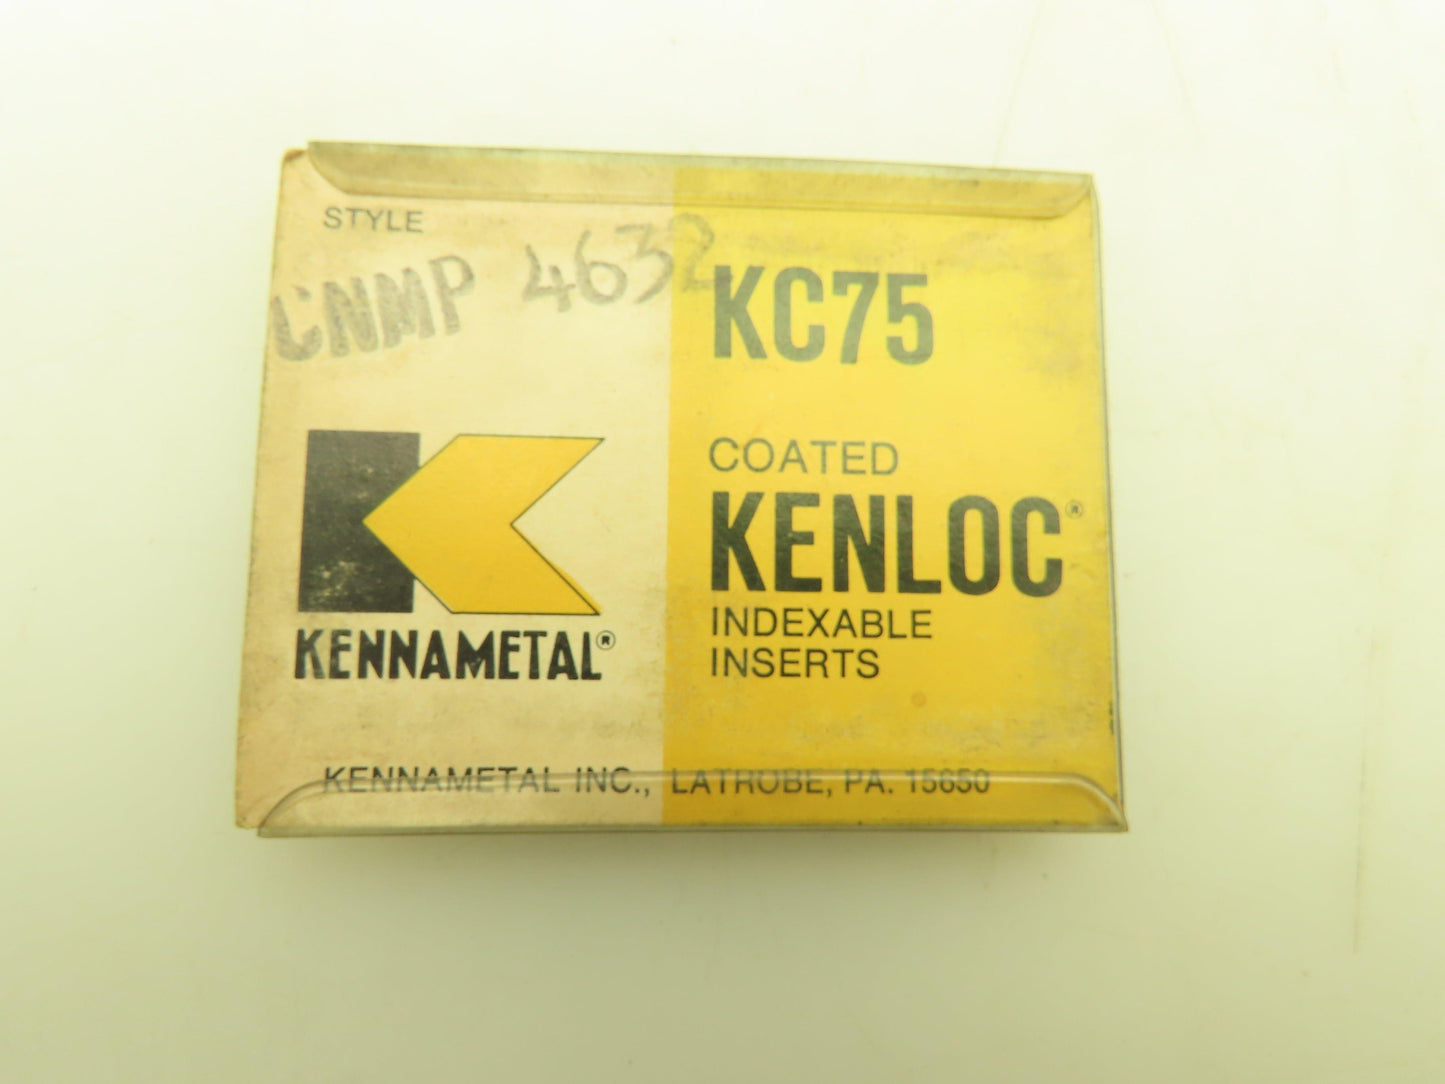 STYLE
CNMP 4632
KC75
COATED
KENLOC®
INDEXABLE
INSERTS
KENNAMETAL®
KENNAMETAL INC., LATROBE, PA. 15650